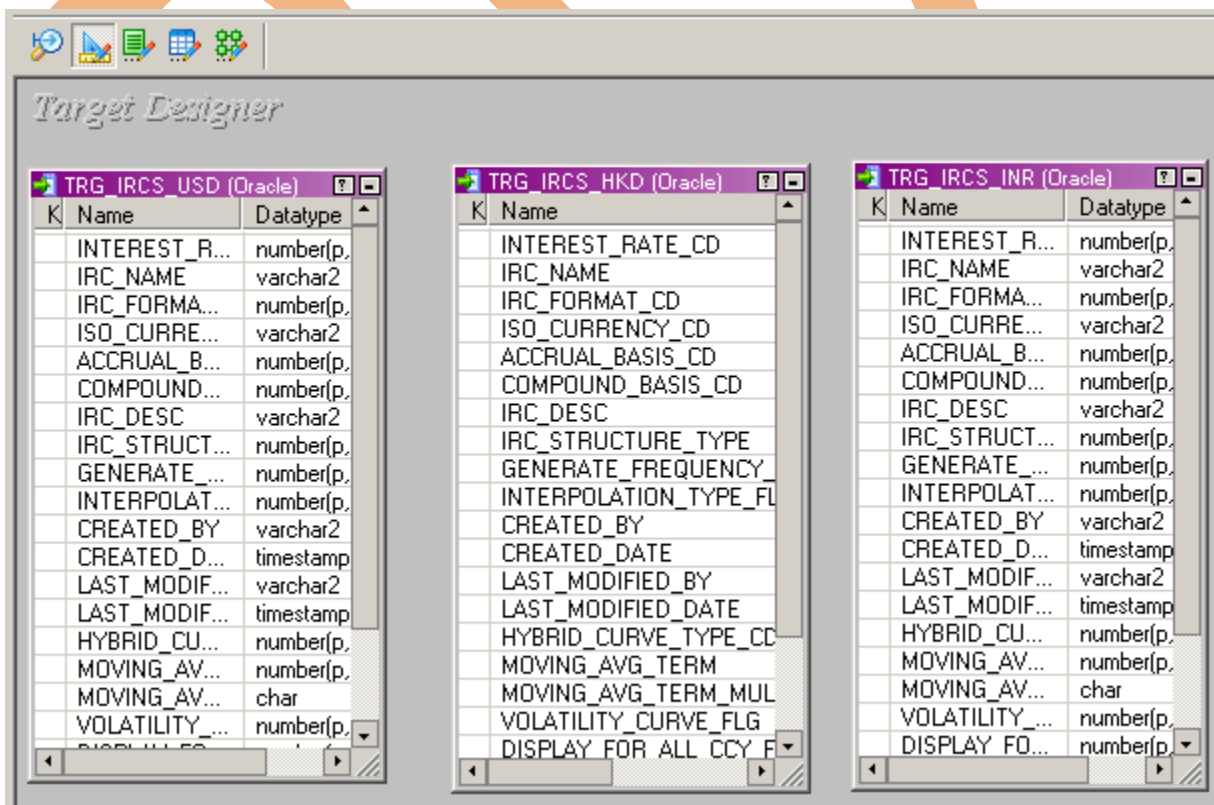 Target Designer
TRG_IRCS_USD (Oracle)
K Name Datatype
INTEREST_R... number(p,
IRC_NAME varchar2
IRC_FORMA... number(p,
ISO_CURRE... varchar2
ACCRUAL_B... number(p,
COMPOUND... number(p,
IRC_DESC varchar2
IRC_STRUCT... number(p,
GENERATE_... number(p,
INTERPOLAT... number(p,
CREATED_BY varchar2
CREATED_D... timestamp
LAST_MODIF... varchar2
LAST_MODIF... timestamp
HYBRID_CU... number(p,
MOVING_AV... number(p,
MOVING_AV... char
VOLATILITY_... number(p,
TRG_IRCS_HKD (Oracle)
K Name
INTEREST_RATE_CD
IRC_NAME
IRC_FORMAT_CD
ISO_CURRENCY_CD
ACCRUAL_BASIS_CD
COMPOUND_BASIS_CD
IRC_DESC
IRC_STRUCTURE_TYPE
GENERATE_FREQUENCY_
INTERPOLATION_TYPE_FL
CREATED_BY
CREATED_DATE
LAST_MODIFIED_BY
LAST_MODIFIED_DATE
HYBRID_CURVE_TYPE_CD
MOVING_AVG_TERM
MOVING_AVG_TERM_MUL
VOLATILITY_CURVE_FLG
DISPLAY_FOR_ALL_CCY_F
TRG_IRCS_INR (Oracle)
K Name Datatype
INTEREST_R... number(p,
IRC_NAME varchar2
IRC_FORMA... number(p,
ISO_CURRE... varchar2
ACCRUAL_B... number(p,
COMPOUND... number(p,
IRC_DESC varchar2
IRC_STRUCT... number(p,
GENERATE_... number(p,
INTERPOLAT... number(p,
CREATED_BY varchar2
CREATED_D... timestamp
LAST_MODIF... varchar2
LAST_MODIF... timestamp
HYBRID_CU... number(p,
MOVING_AV... number(p,
MOVING_AV... char
VOLATILITY_... number(p,
DISPLAY_FO... number(p,